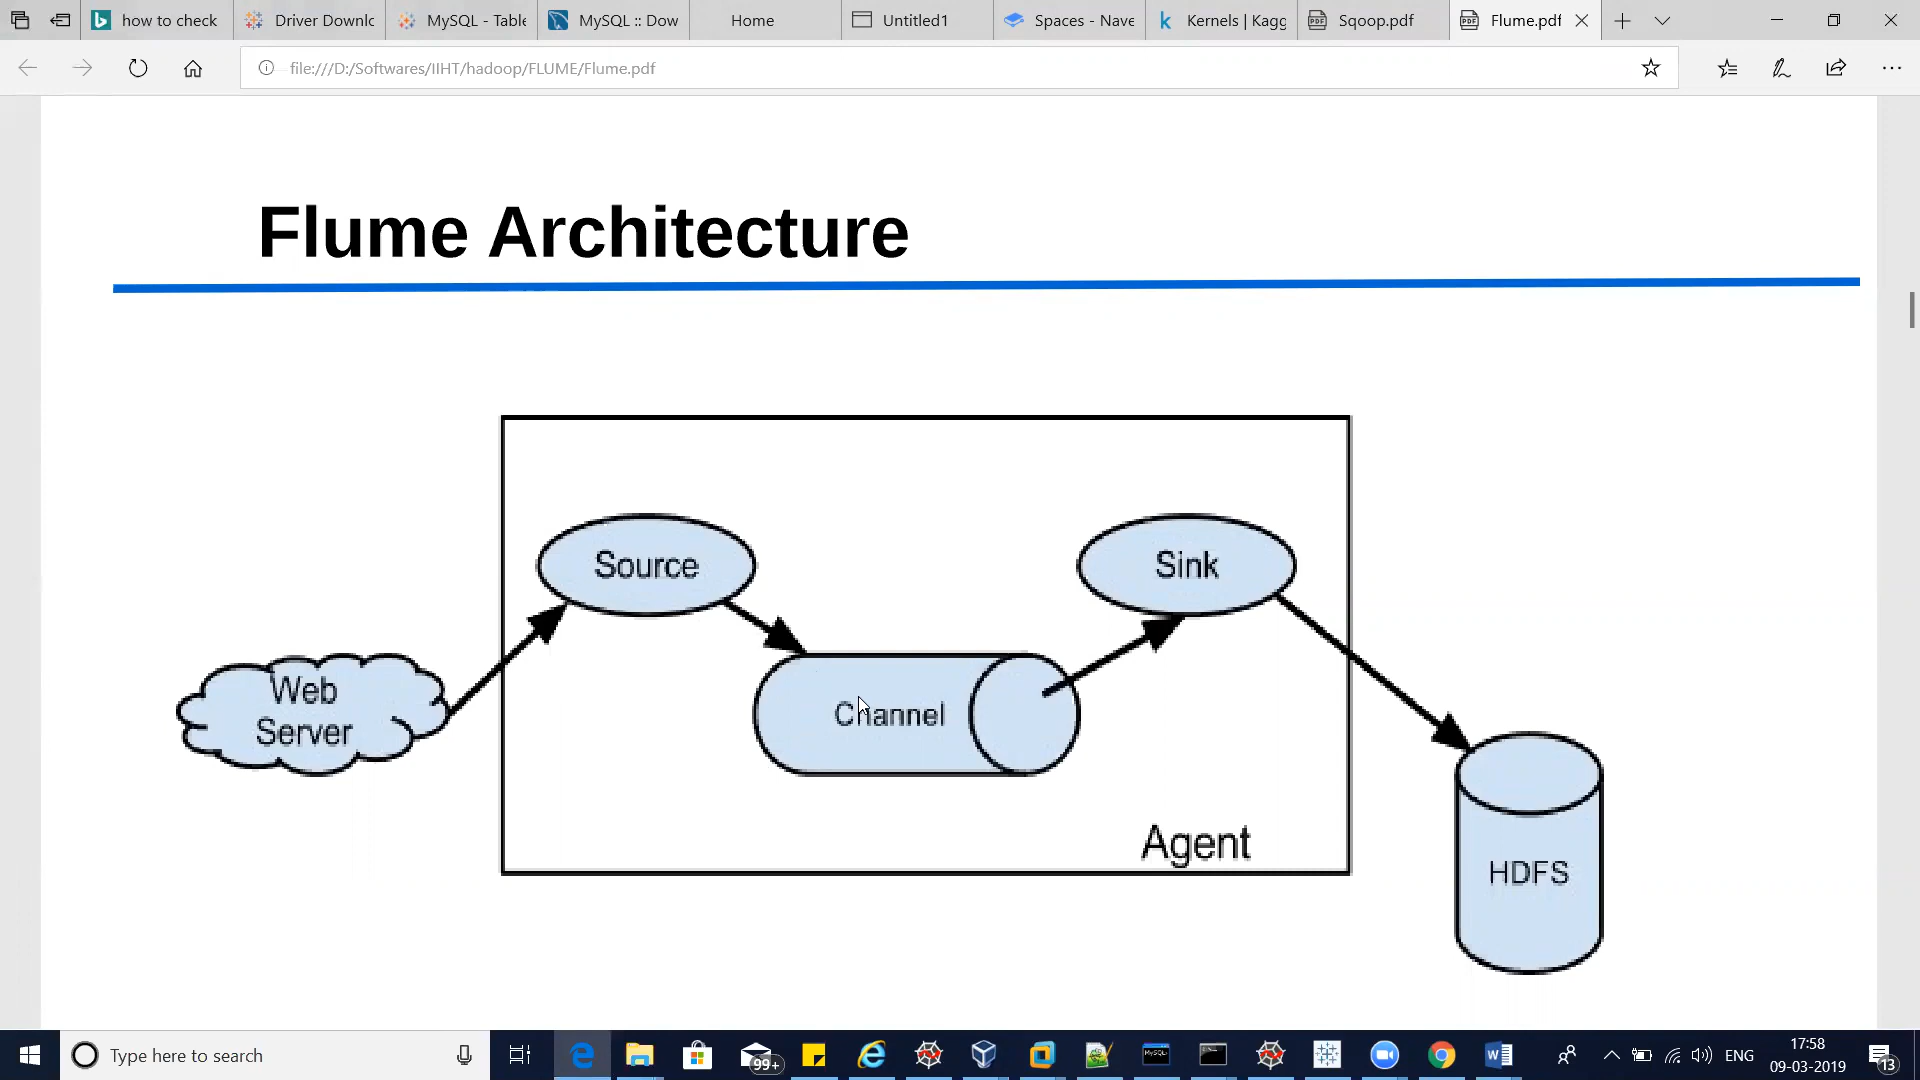 how to check
Driver Downlc
MySQL - Table
MySQL :: Dow
Home
Untitled1
Spaces - Nave
Kernels | Kagg
Sqoop.pdf
Flume.pdf
file:///D:/Softwares/IIHT/hadoop/FLUME/Flume.pdf
Flume Architecture
Source
Sink
Web
Server
Channel
Agent
HDFS
Type here to search
99+
ENG
17:58
09-03-2019
13